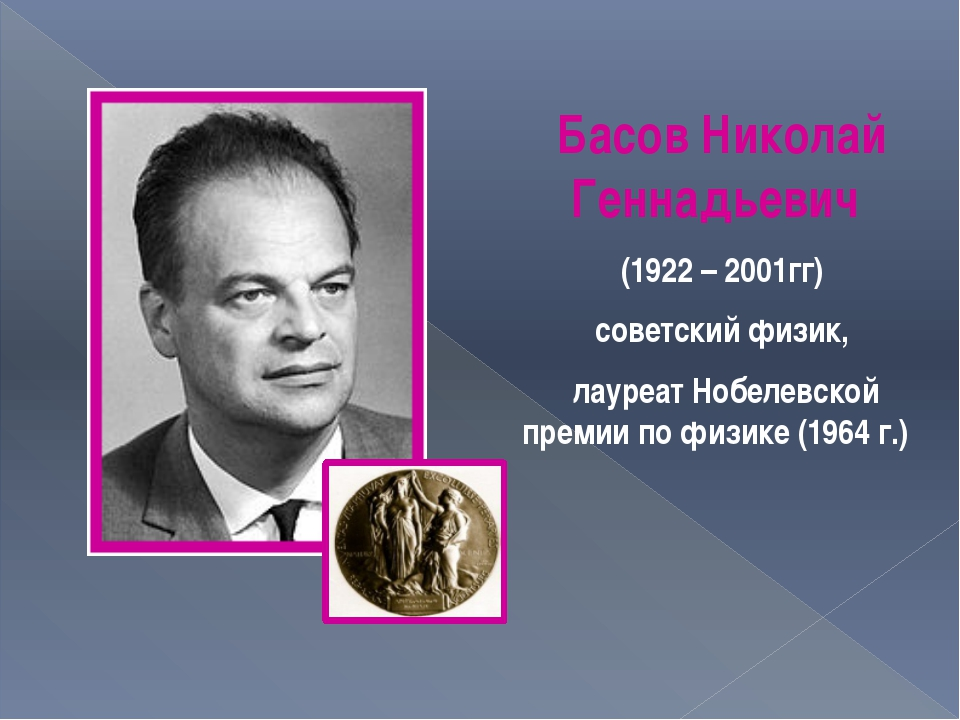 Басов Николай
Геннадьевич
(1922 – 2001гг)
советский физик,
лауреат Нобелевской
премии по физике (1964 г.)